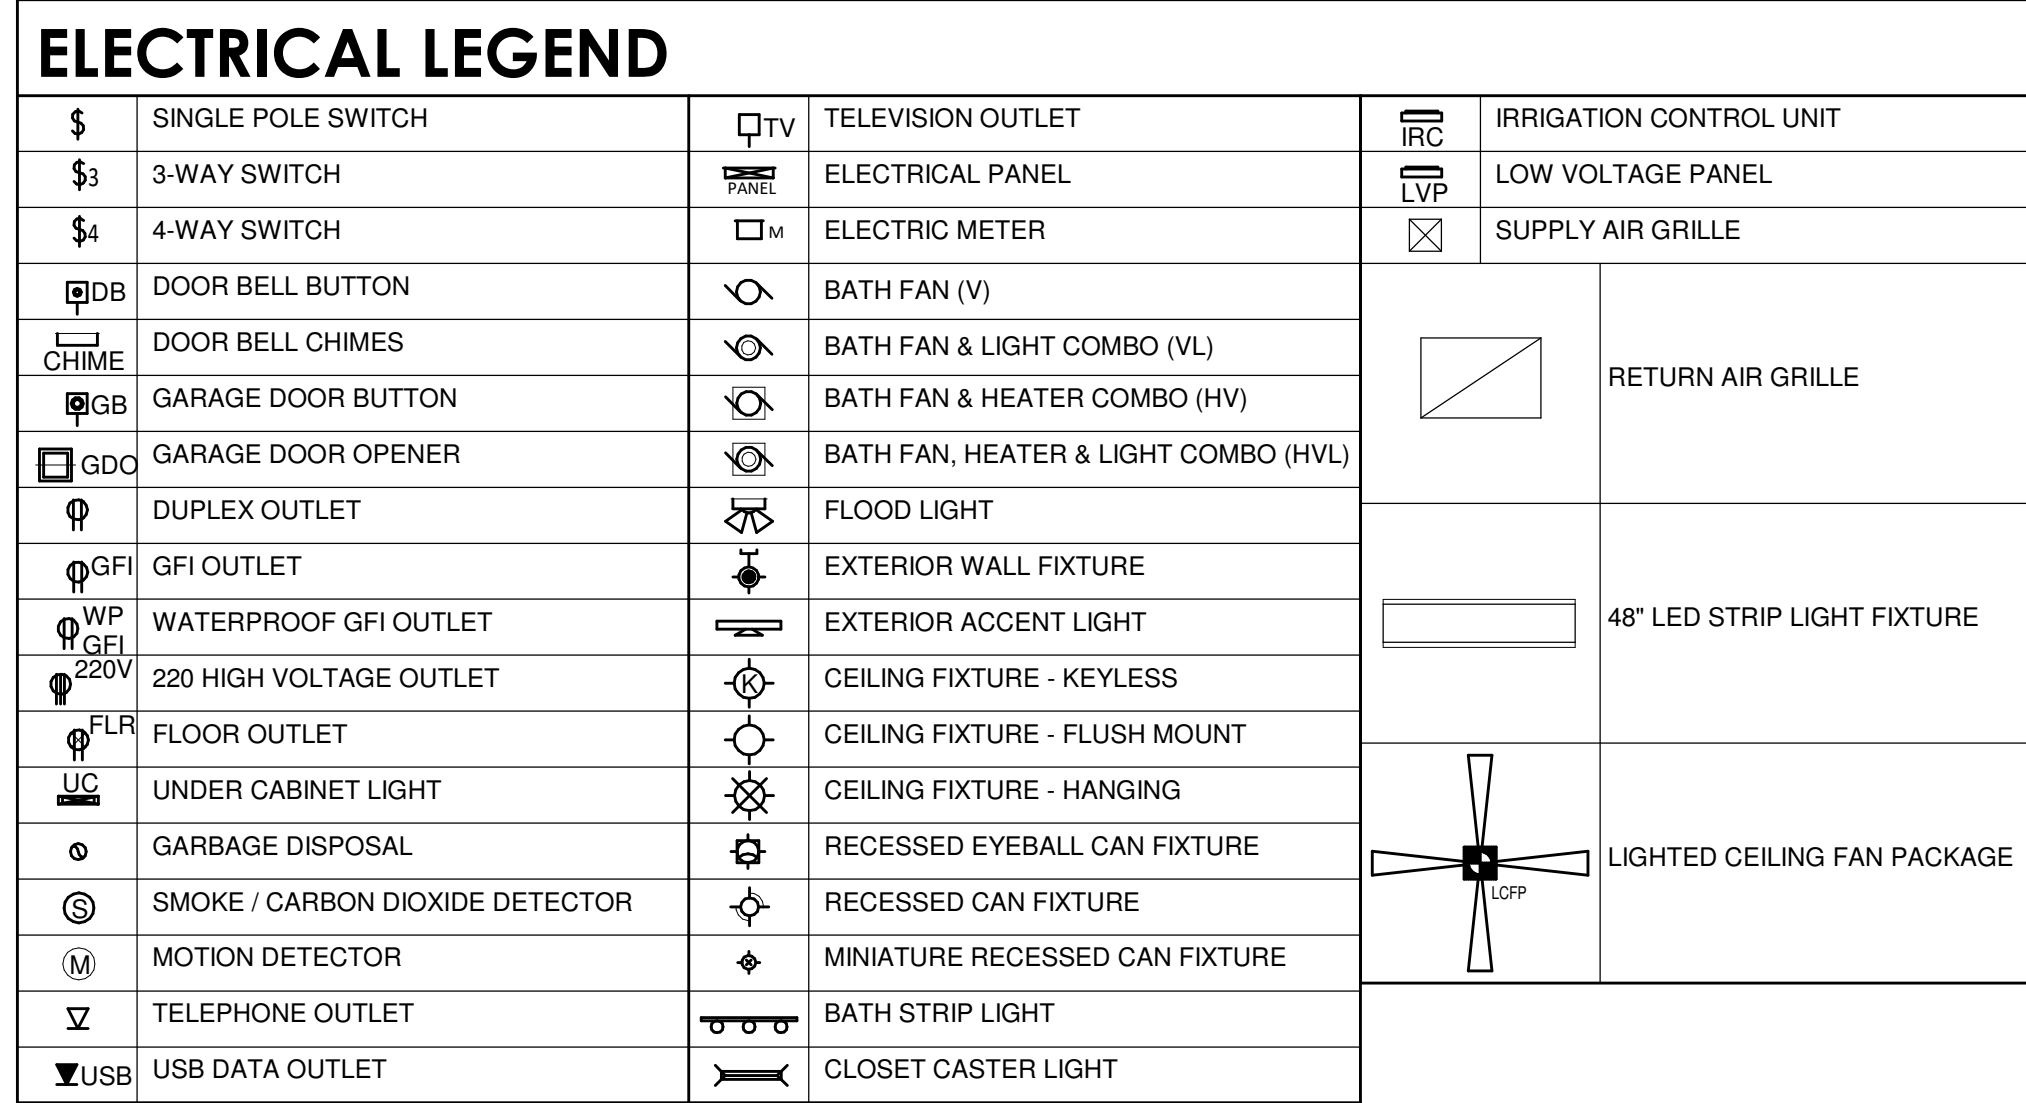 ELECTRICAL LEGEND
$ SINGLE POLE SWITCH
$3 3-WAY SWITCH
$4 4-WAY SWITCH
DB DOOR BELL BUTTON
CHIME DOOR BELL CHIMES
GB GARAGE DOOR BUTTON
GDO GARAGE DOOR OPENER
DUPLEX OUTLET
GFI GFI OUTLET
WP
GFI WATERPROOF GFI OUTLET
220V 220 HIGH VOLTAGE OUTLET
FLR FLOOR OUTLET
UC UNDER CABINET LIGHT
GARBAGE DISPOSAL
S SMOKE / CARBON DIOXIDE DETECTOR
M MOTION DETECTOR
TELEPHONE OUTLET
USB USB DATA OUTLET
TV TELEVISION OUTLET
PANEL ELECTRICAL PANEL
M ELECTRIC METER
BATH FAN (V)
BATH FAN & LIGHT COMBO (VL)
BATH FAN & HEATER COMBO (HV)
BATH FAN, HEATER & LIGHT COMBO (HVL)
FLOOD LIGHT
EXTERIOR WALL FIXTURE
EXTERIOR ACCENT LIGHT
K CEILING FIXTURE - KEYLESS
CEILING FIXTURE - FLUSH MOUNT
CEILING FIXTURE - HANGING
RECESSED EYEBALL CAN FIXTURE
RECESSED CAN FIXTURE
MINIATURE RECESSED CAN FIXTURE
BATH STRIP LIGHT
CLOSET CASTER LIGHT
IRC IRRIGATION CONTROL UNIT
LVP LOW VOLTAGE PANEL
SUPPLY AIR GRILLE
RETURN AIR GRILLE
48" LED STRIP LIGHT FIXTURE
LIGHTED CEILING FAN PACKAGE
LCFP